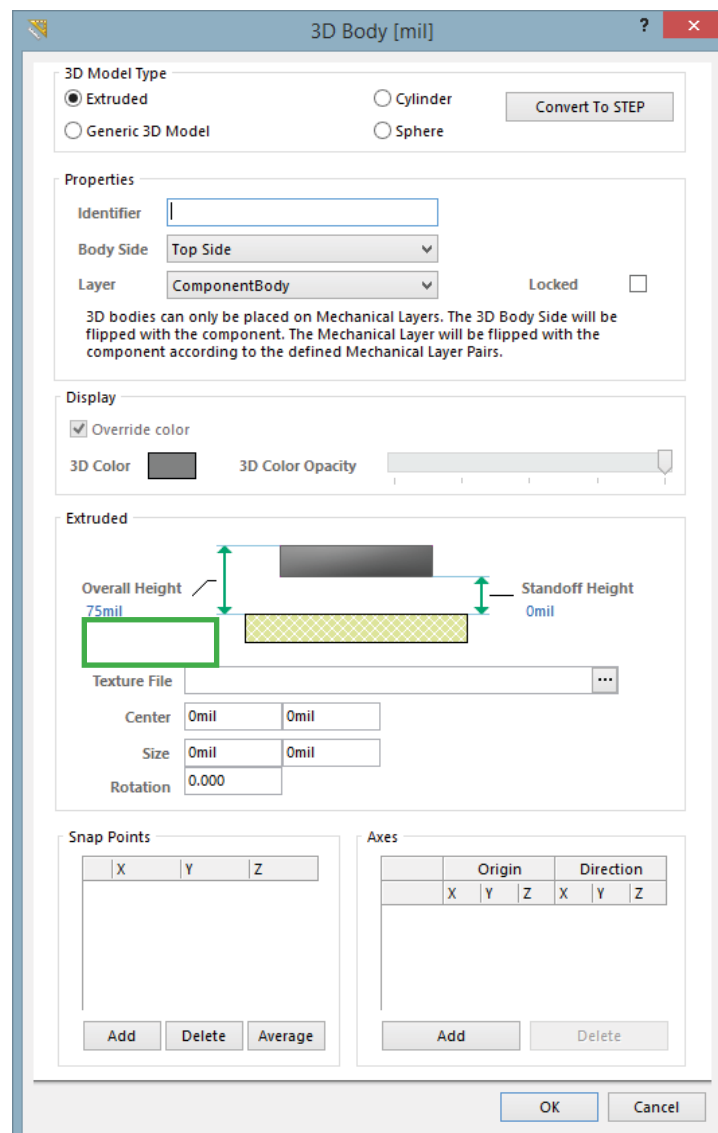 3D Body [mil]
?
3D Model Type
Extruded
Cylinder
Convert To STEP
Generic 3D Model
Sphere
Properties
Identifier
Body Side Top Side
Layer ComponentBody
Locked
3D bodies can only be placed on Mechanical Layers. The 3D Body Side will be
flipped with the component. The Mechanical Layer will be flipped with the
component according to the defined Mechanical Layer Pairs.
Display
Override color
3D Color
3D Color Opacity
Extruded
Overall Height
Standoff Height
75mil
0mil
Texture File
...
Center 0mil 0mil
Size 0mil 0mil
Rotation 0.000
Snap Points
Axes
X Y Z
Origin Direction
X Y Z X Y Z
Add Delete Average
Add Delete
OK Cancel